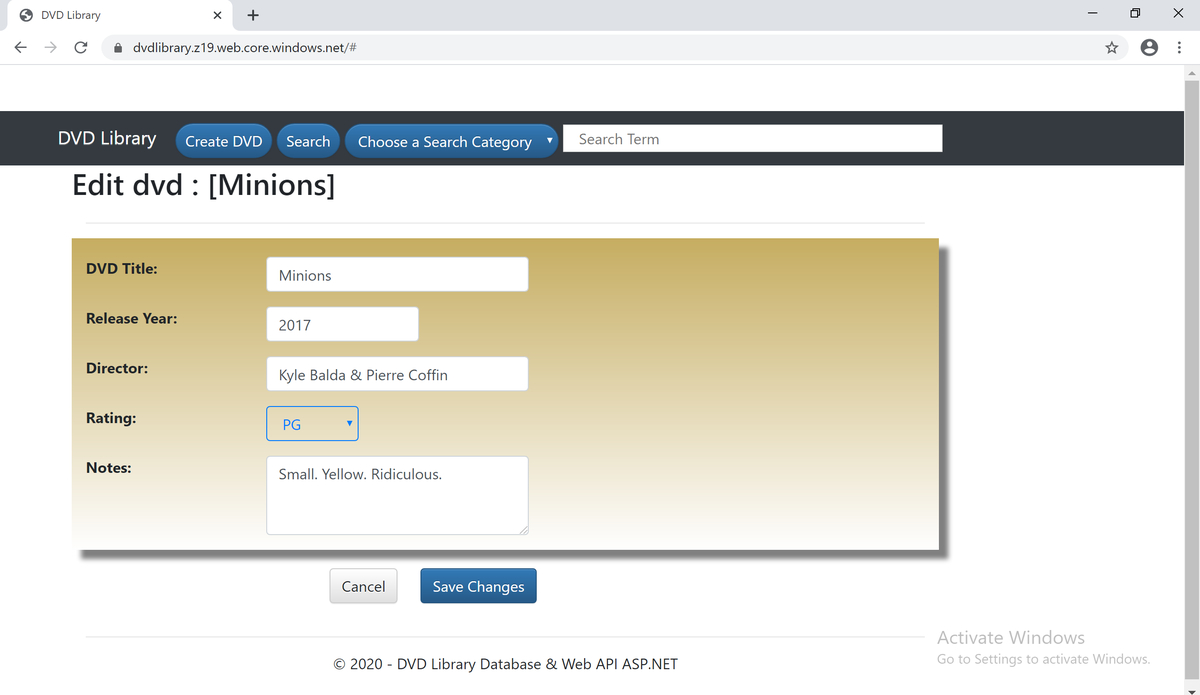 DVD Library
dvdlibrary.z19.web.core.windows.net/#
DVD Library Create DVD Search Choose a Search Category Search Term
Edit dvd : [Minions]
DVD Title: Minions
Release Year: 2017
Director: Kyle Balda & Pierre Coffin
Rating: PG
Notes: Small. Yellow. Ridiculous.
Cancel Save Changes
Activate Windows
Go to Settings to activate Windows.
© 2020 - DVD Library Database & Web API ASP.NET